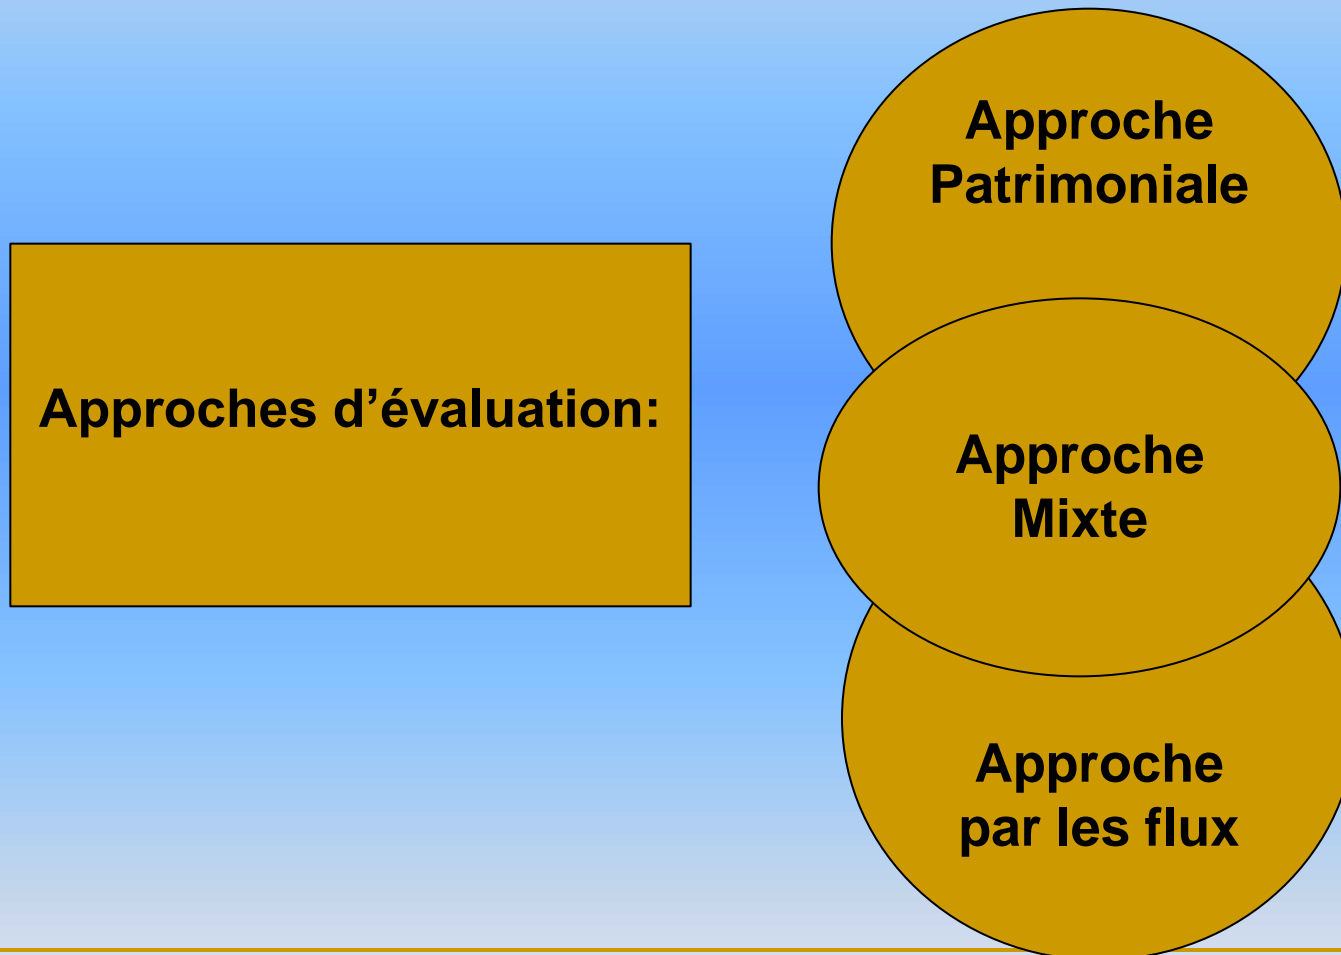 Approches d’évaluation:
Approche
Patrimoniale
Approche
Mixte
Approche
par les flux